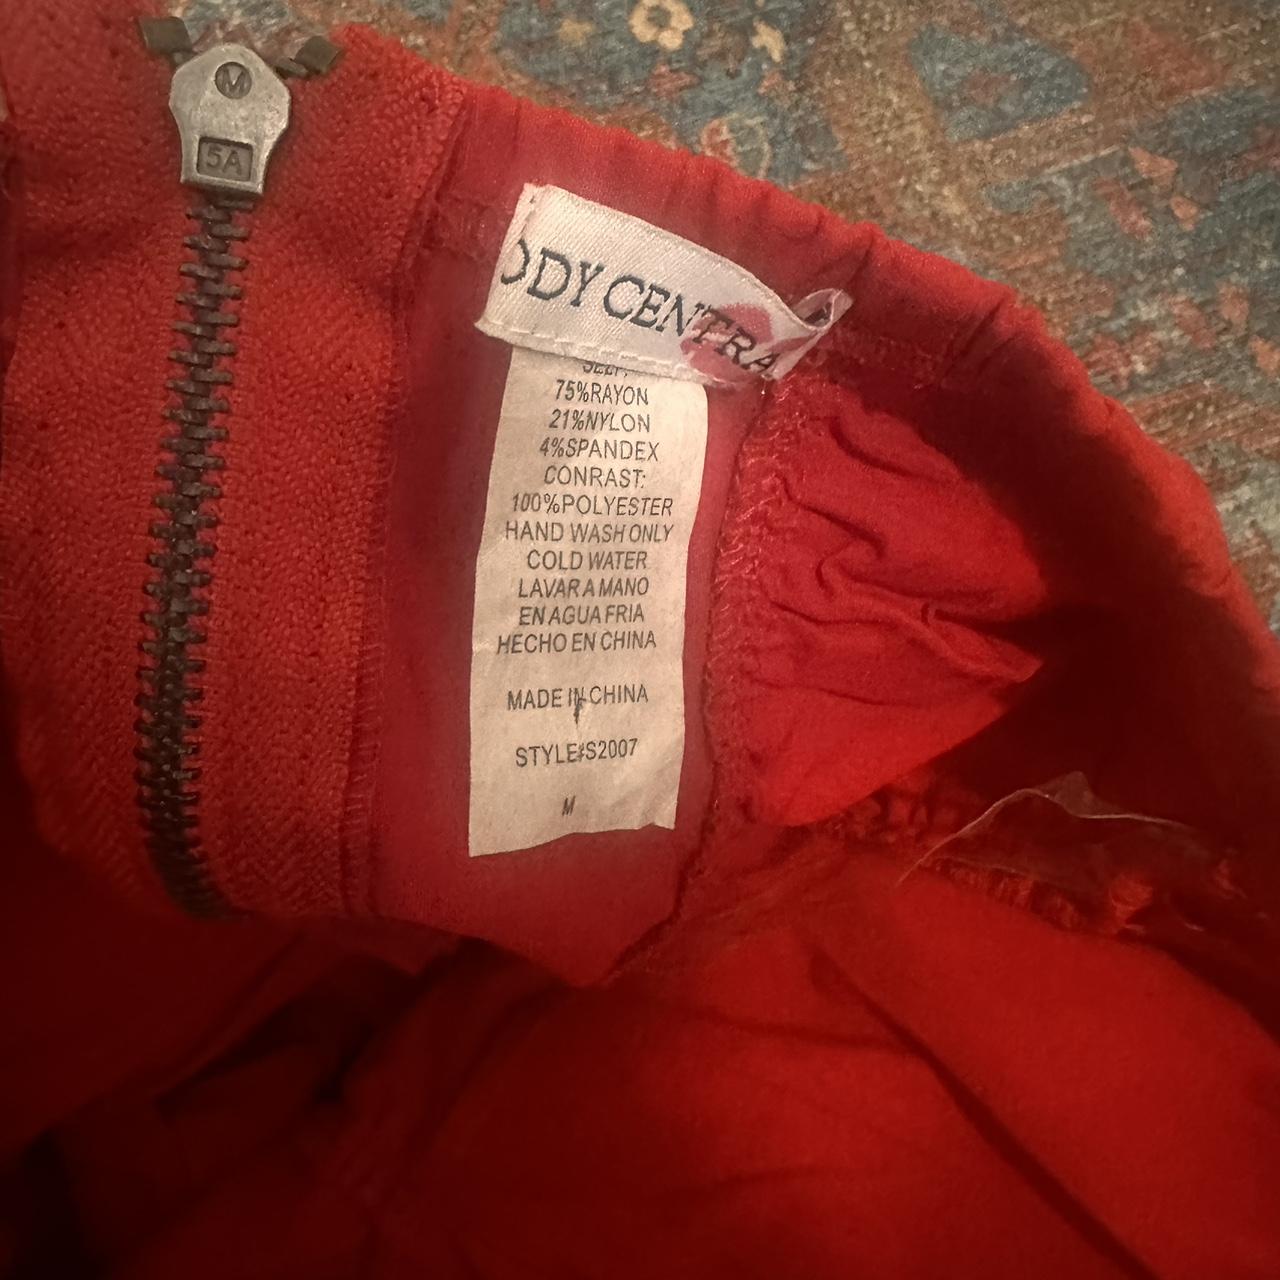 M
5A
ODY CENTRA
SELF:
75%RAYON
21%NYLON
4%SPANDEX
CONRAST:
100%POLYESTER
HAND WASH ONLY
COLD WATER
LAVAR A MANO
EN AGUA FRIA
HECHO EN CHINA
MADE IN CHINA
STYLE#S2007
M